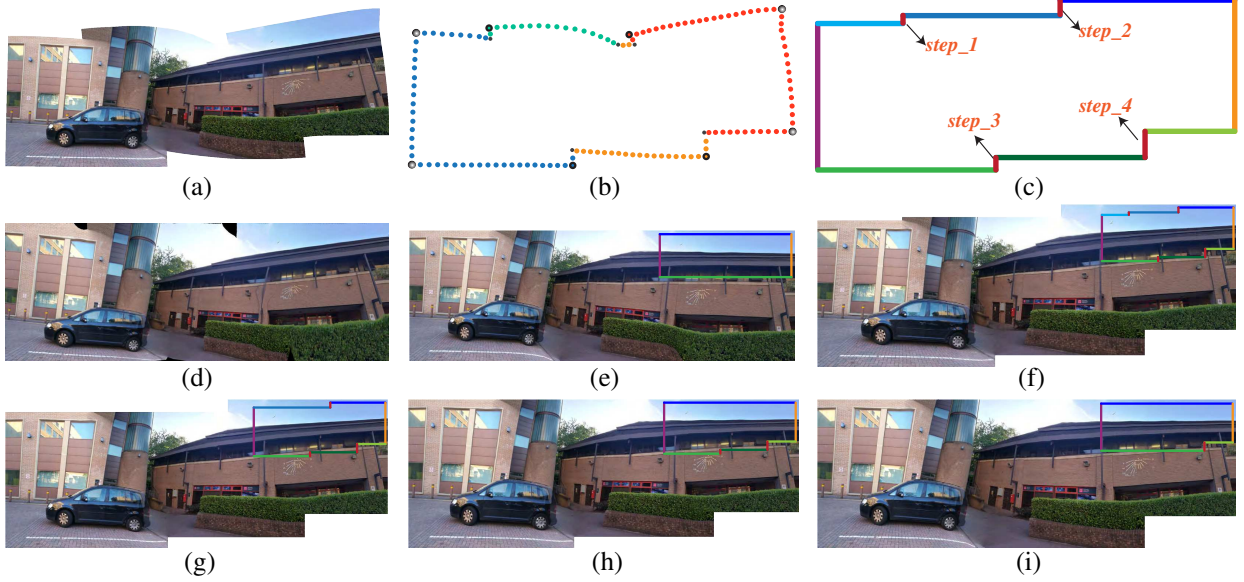 (a)
(b)
step_1
step_2
step_3
step_4
(c)
(d)
(e)
(f)
(g)
(h)
(i)